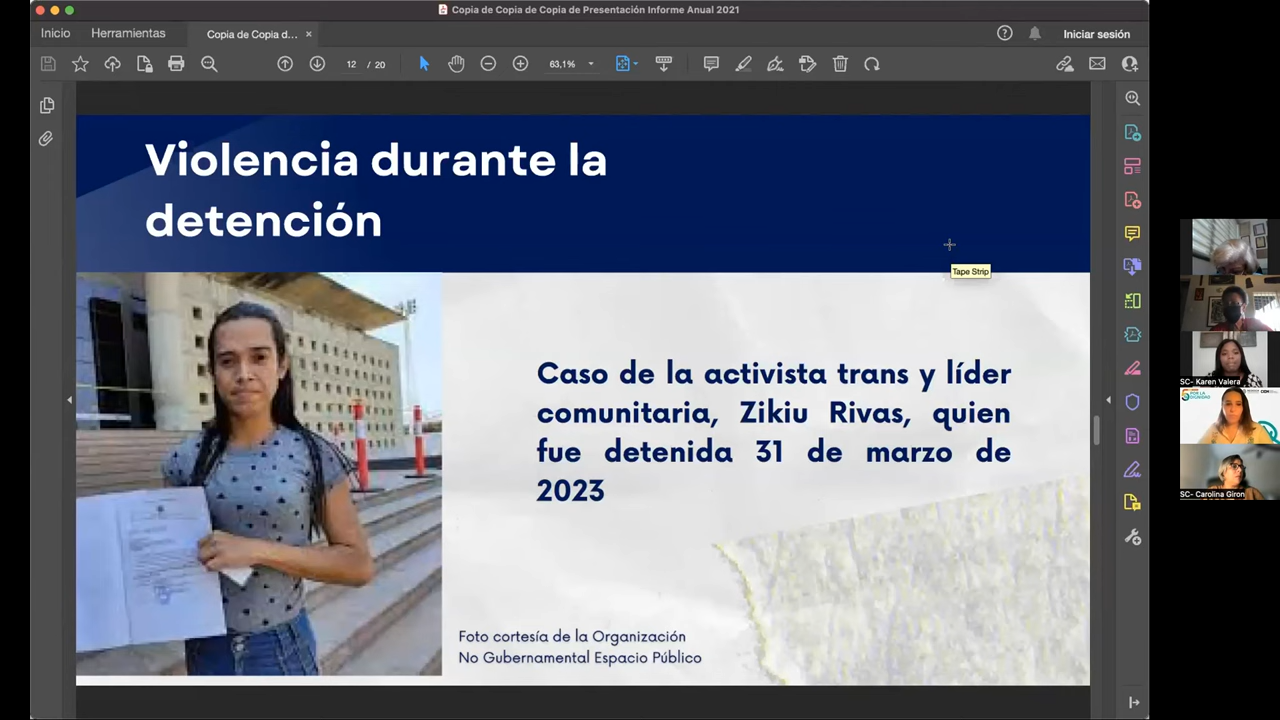 Copia de Copia de Copia de Presentación Informe Anual 2021
Inicio
Herramientas
Copia de Copia d... ×
Iniciar sesión
12 / 20
63,1%
Violencia durante la
detención
Tape Strip
Caso de la activista trans y líder
comunitaria, Zikiu Rivas, quien
fue detenida 31 de marzo de
2023
Foto cortesía de la Organización
No Gubernamental Espacio Público
SC- Karen Valera
SC- Carolina Giron